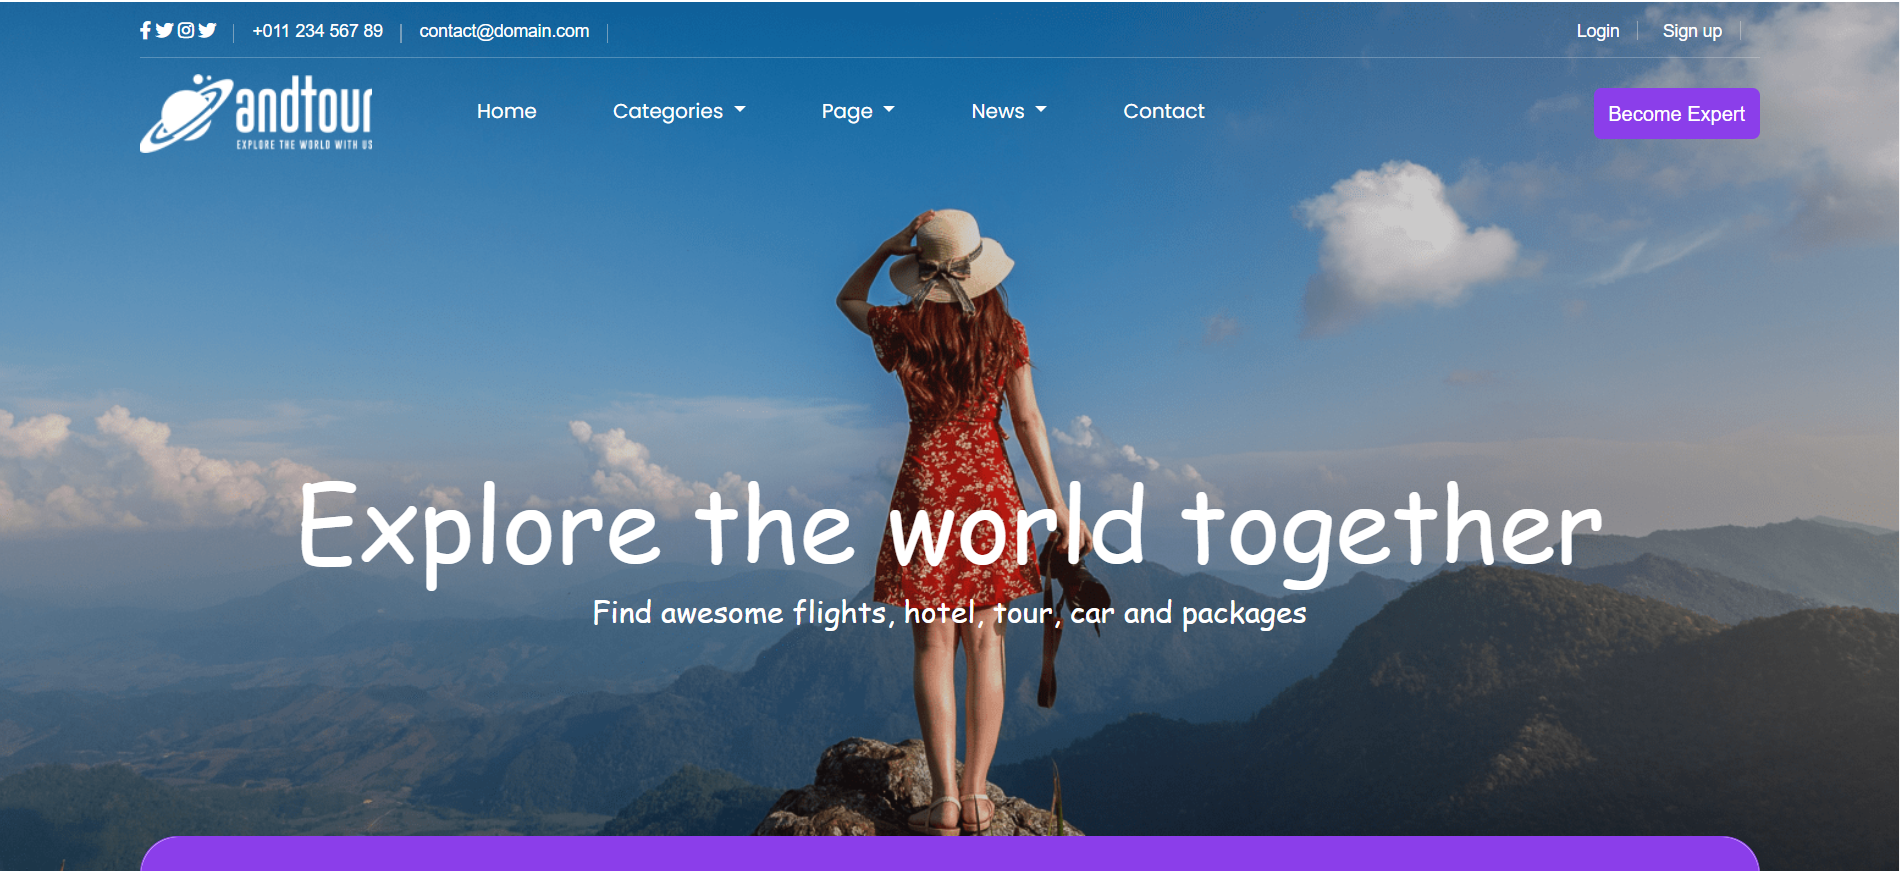 +011 234 567 89 contact@domain.com Login Sign up
andtour
EXPLORE THE WORLD WITH US
Home Categories Page News Contact Become Expert
Explore the world together
Find awesome flights, hotel, tour, car and packages